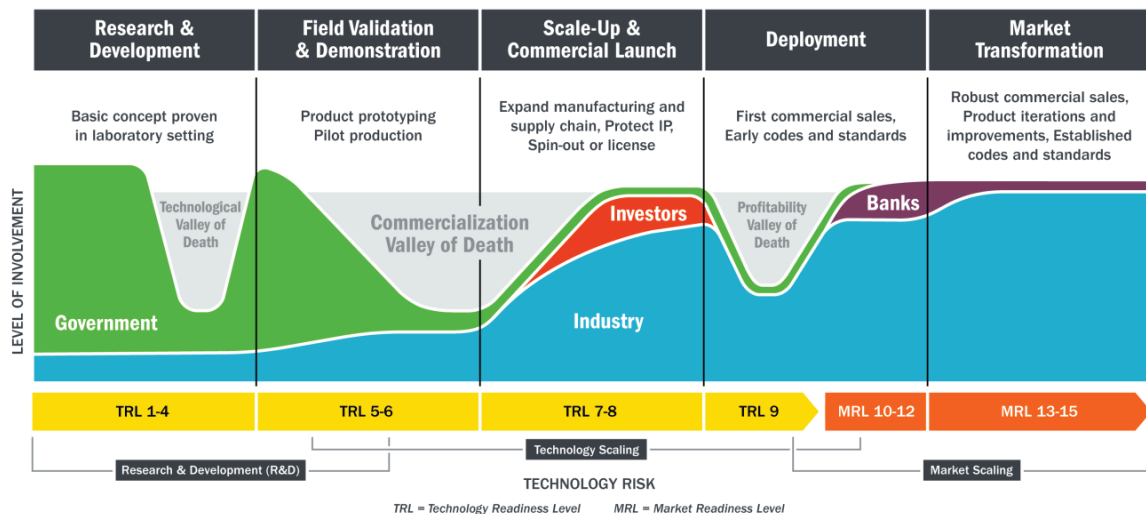 Research &
Development
Field Validation
& Demonstration
Scale-Up &
Commercial Launch
Deployment
Market
Transformation
Basic concept proven
in laboratory setting
Product prototyping
Pilot production
Expand manufacturing and
supply chain, Protect IP,
Spin-out or license
First commercial sales,
Early codes and standards
Robust commercial sales,
Product iterations and
improvements, Established
codes and standards
LEVEL OF INVOLVEMENT
Technological
Valley of
Death
Commercialization
Valley of Death
Investors
Profitability
Valley of
Death
Banks
Government
Industry
TRL 1-4
TRL 5-6
TRL 7-8
TRL 9
MRL 10-12
MRL 13-15
Technology Scaling
Research & Development (R&D)
Market Scaling
TECHNOLOGY RISK
TRL = Technology Readiness Level
MRL = Market Readiness Level